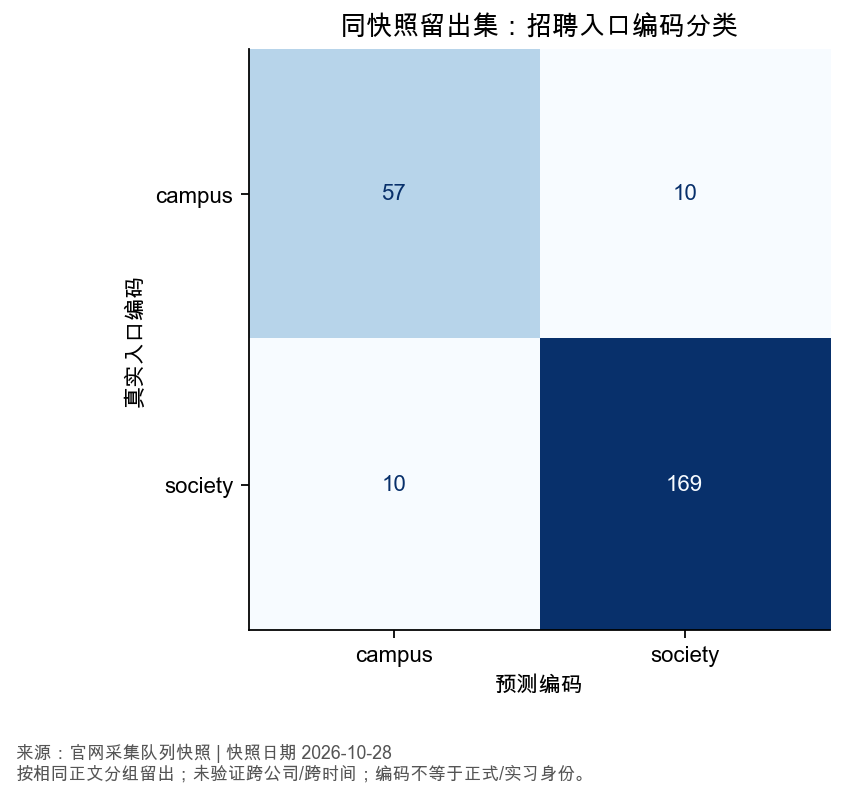 同快照留出集：招聘入口编码分类
campus
57
10
真实入口编码
society
10
169
campus
society
预测编码
来源：官网采集队列快照 | 快照日期 2026-10-28
按相同正文分组留出；未验证跨公司/跨时间；编码不等于正式/实习身份。